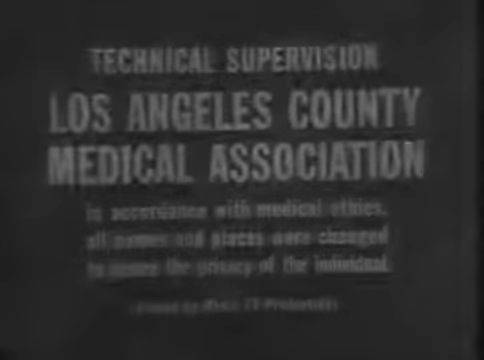 TECHNICAL SUPERVISION
LOS ANGELES COUNTY
MEDICAL ASSOCIATION
In accordance with medical ethics,
all names and places were changed
to insure the privacy of the individual.